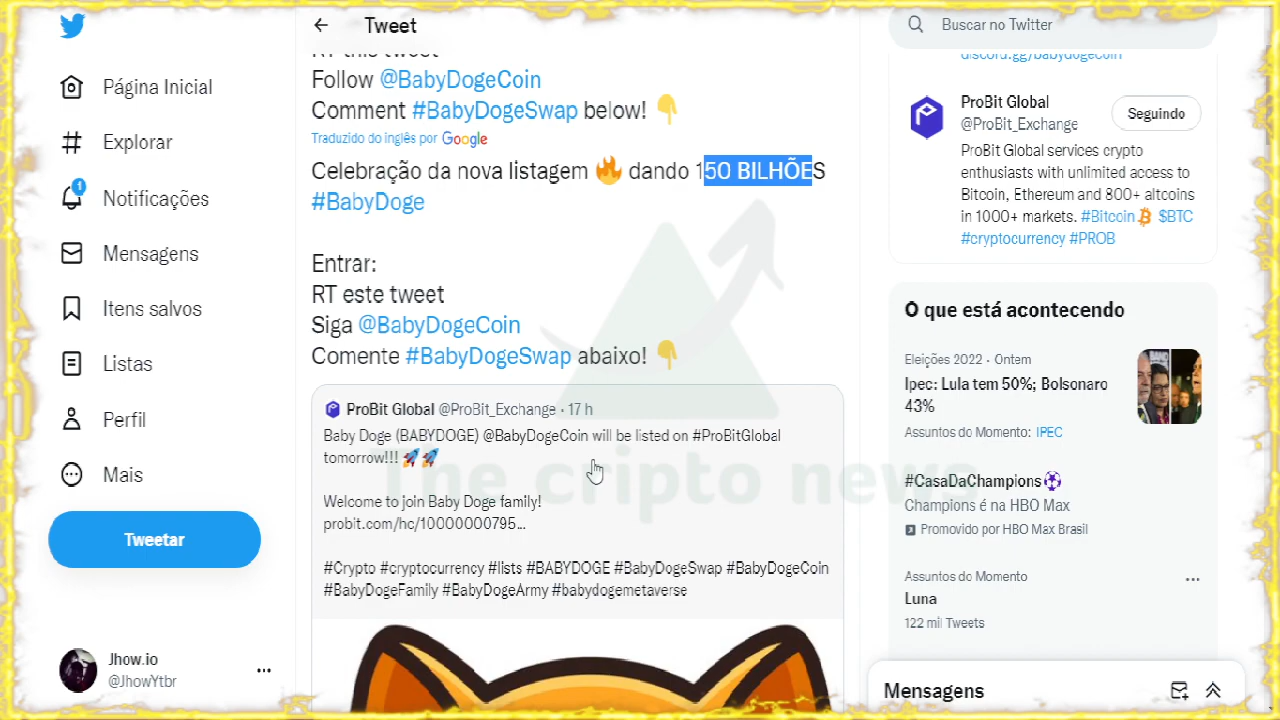 Tweet
Buscar no Twitter
Página Inicial
Explorar
1
Notificações
Mensagens
Itens salvos
Listas
Perfil
Mais
Tweetar
Jhow.io
@JhowYtbr
RT this tweet
Follow @BabyDogeCoin
Comment #BabyDogeSwap below! 👇
Traduzido do inglês por Google
Celebração da nova listagem 🔥 dando 150 BILHÕES
#BabyDoge
Entrar:
RT este tweet
Siga @BabyDogeCoin
Comente #BabyDogeSwap abaixo! 👇
ProBit Global @ProBit_Exchange · 17 h
Baby Doge (BABYDOGE) @BabyDogeCoin will be listed on #ProBitGlobal
tomorrow!!! 🚀🚀
Welcome to join Baby Doge family!
probit.com/hc/10000000795...
#Crypto #cryptocurrency #lists #BABYDOGE #BabyDogeSwap #BabyDogeCoin
#BabyDogeFamily #BabyDogeArmy #babydogemetaverse
The cripto news
discord.gg/babydogecoin
ProBit Global
@ProBit_Exchange
Seguindo
ProBit Global services crypto
enthusiasts with unlimited access to
Bitcoin, Ethereum and 800+ altcoins
in 1000+ markets. #Bitcoin $BTC
#cryptocurrency #PROB
O que está acontecendo
Eleições 2022 · Ontem
Ipec: Lula tem 50%; Bolsonaro
43%
Assuntos do Momento: IPEC
#CasaDaChampions⚽
Champions é na HBO Max
Promovido por HBO Max Brasil
Assuntos do Momento
Luna
122 mil Tweets
Mensagens